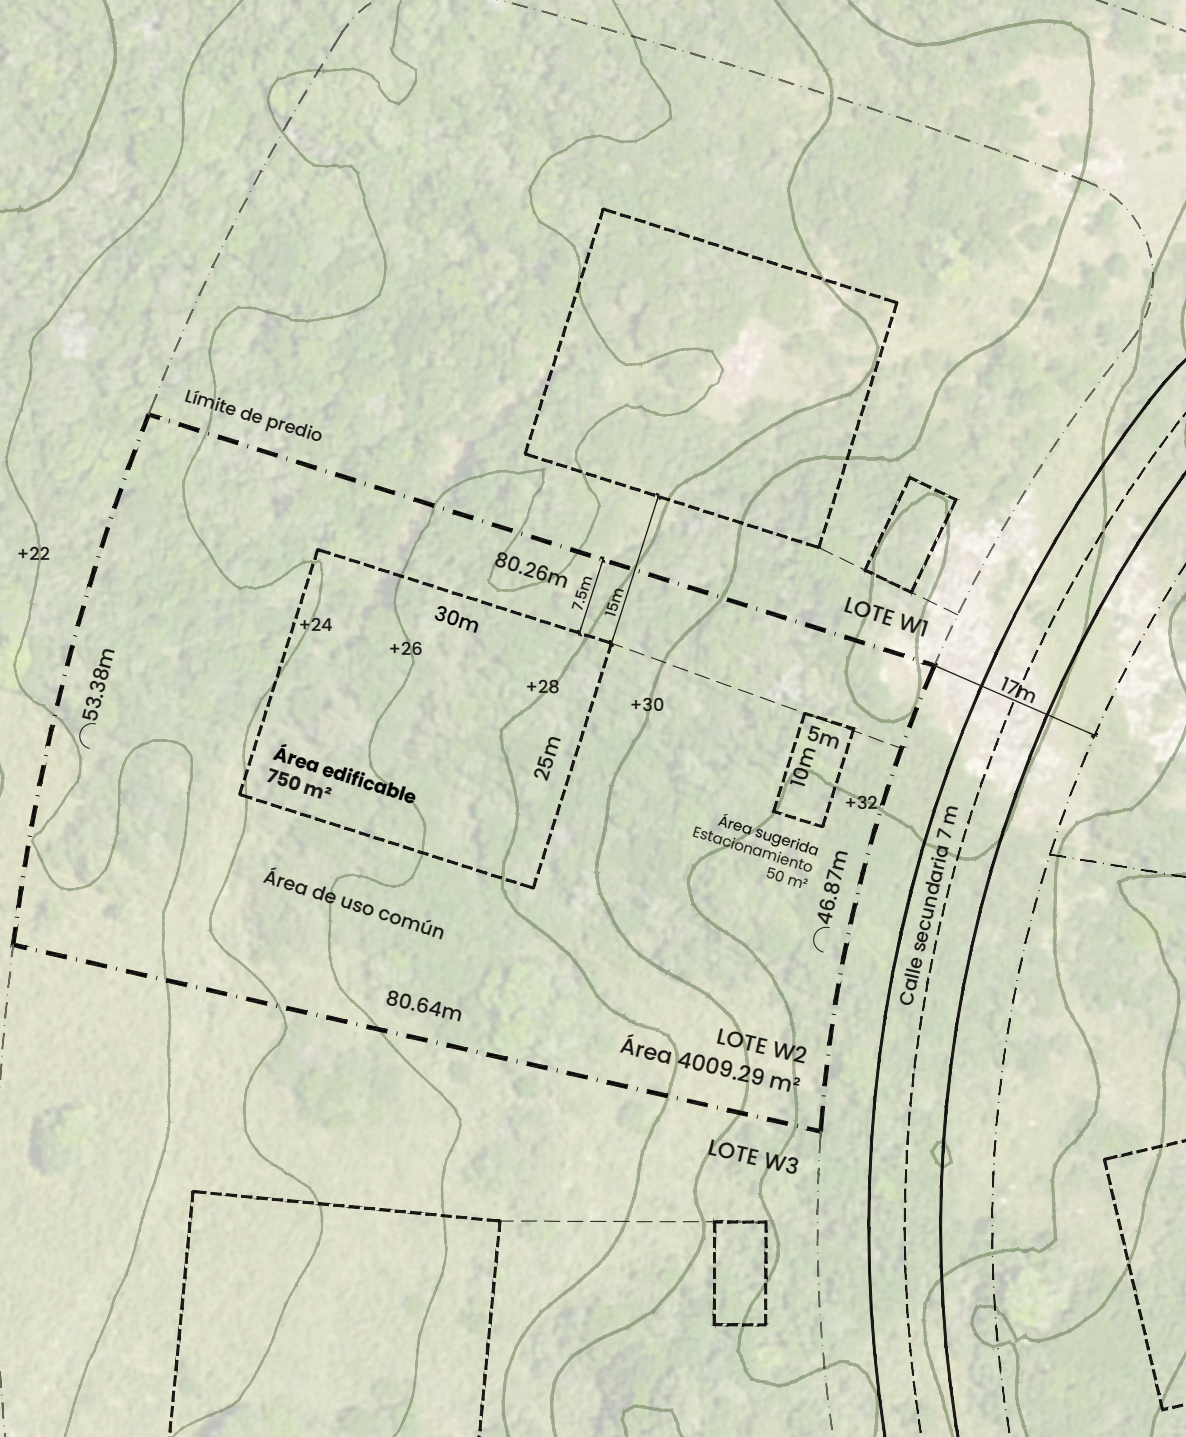 Límite de predio
+22
80.26m
7.5m
15m
LOTE W1
30m
+24
+26
+28
+30
53.38m
17m
5m
10m
25m
Área edificable
750 m²
+32
Área sugerida
Estacionamiento
50 m²
46.87m
Calle secundaria 7 m
Área de uso común
80.64m
LOTE W2
Área 4009.29 m²
LOTE W3